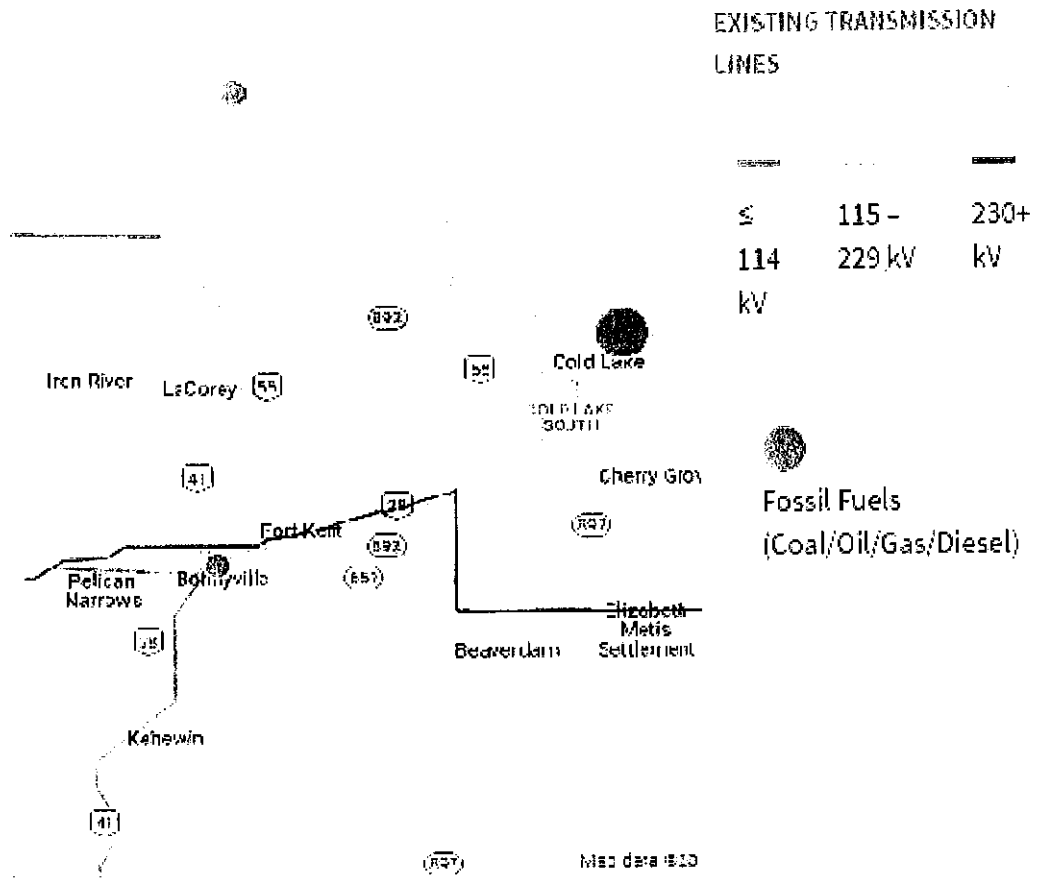 EXISTING TRANSMISSION
LINES
≤ 115 – 230+
114 229 kV kV
kV
892
Iron River
LaCorey
55
55
Cold Lake
COLD LAKE
SOUTH
41
Cherry Grov
28
Fort Kent
897
892
Fossil Fuels
(Coal/Oil/Gas/Diesel)
Pelican
Narrows
Bonnyville
657
28
Beaverdam
Elizabeth
Metis
Settlement
Kehewin
41
897
Map data